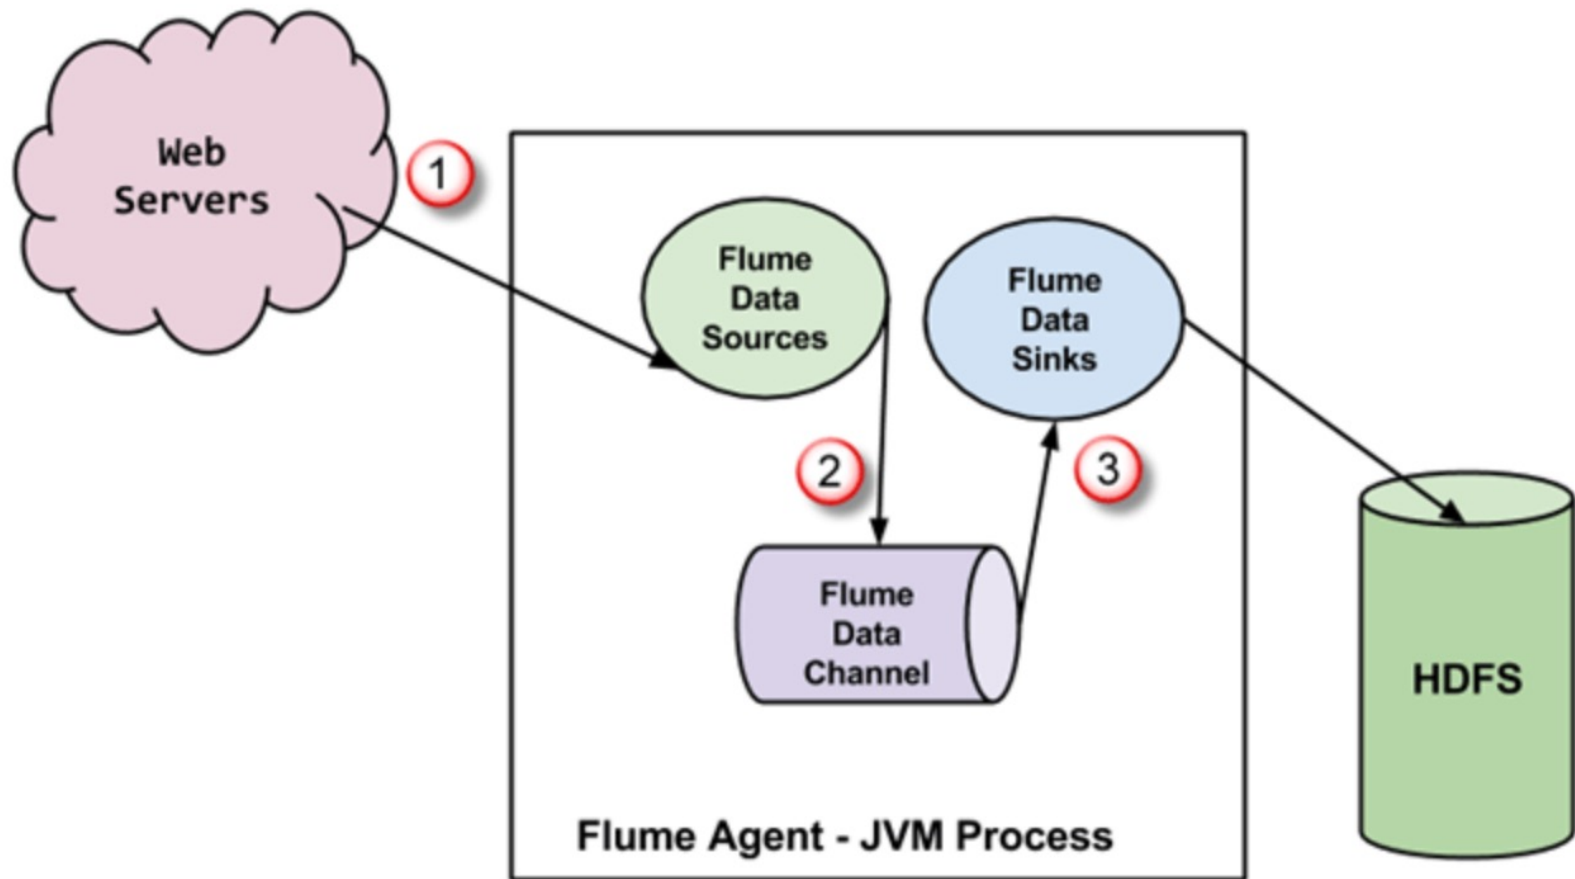 Web
Servers
1
Flume
Data
Sources
Flume
Data
Sinks
2
3
Flume
Data
Channel
HDFS
Flume Agent - JVM Process